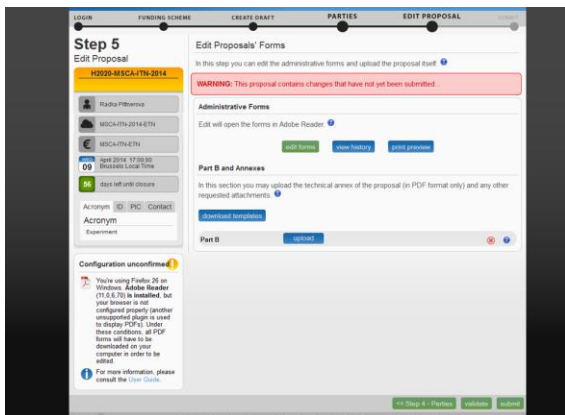 LOGIN FUNDING SCHEME CREATE DRAFT PARTIES EDIT PROPOSAL SUBMIT
Step 5
Edit Proposal
H2020-MSCA-ITN-2014
Radka Pittnerova
MSCA-ITN-2014-ETN
MSCA-ITN-ETN
09 April 2014 17:00:00
Brussels Local Time
56 days left until closure
Acronym ID PIC Contact
Acronym
Experiment
Configuration unconfirmed
You're using Firefox 26 on
Windows. Adobe Reader
(11,0,6,70) is installed, but
your browser is not
configured properly (another
unsupported plugin is used
to display PDFs). Under
these conditions, all PDF
forms will have to be
downloaded on your
computer in order to be
edited.
For more information, please
consult the User Guide.
Edit Proposals' Forms
In this step you can edit the administrative forms and upload the proposal itself.
WARNING: This proposal contains changes that have not yet been submitted...
Administrative Forms
Edit will open the forms in Adobe Reader.
edit forms view history print preview
Part B and Annexes
In this section you may upload the technical annex of the proposal (in PDF format only) and any other
requested attachments.
download templates
Part B upload
<< Step 4 - Parties validate submit